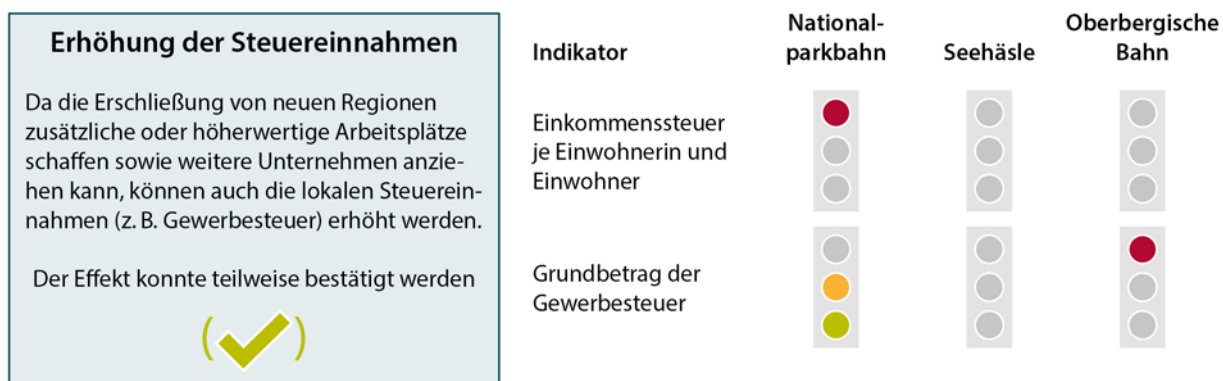 Erhöhung der Steuereinnahmen
Da die Erschließung von neuen Regionen
zusätzliche oder höherwertige Arbeitsplätze
schaffen sowie weitere Unternehmen anzie-
hen kann, können auch die lokalen Steuerein-
nahmen (z. B. Gewerbesteuer) erhöht werden.
Der Effekt konnte teilweise bestätigt werden
(✓)
Indikator
National-
parkbahn
Seehäsle
Oberbergische
Bahn
Einkommenssteuer
je Einwohnerin und
Einwohner
Grundbetrag der
Gewerbesteuer